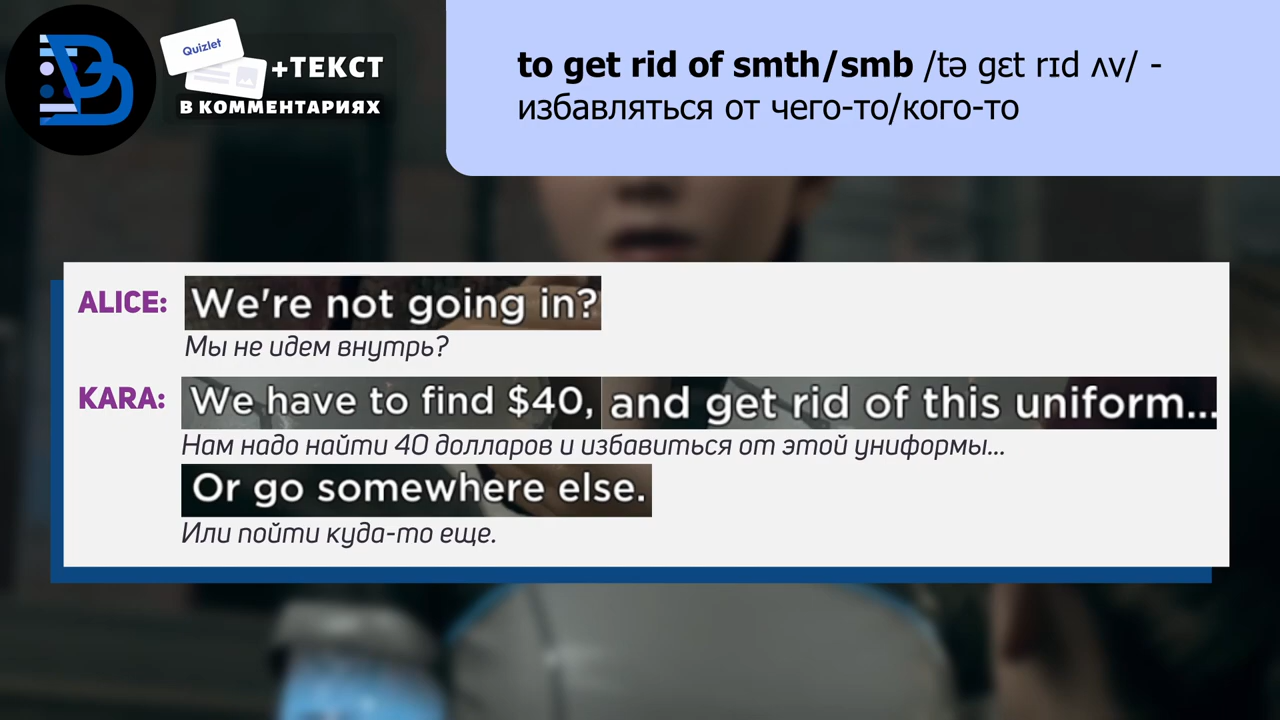 Quizlet
+ТЕКСТ
В КОММЕНТАРИЯХ
to get rid of smth/smb /tə gɛt rɪd ʌv/ -
избавляться от чего-то/кого-то
ALICE: We're not going in?
Мы не идем внутрь?
KARA: We have to find $40, and get rid of this uniform...
Нам надо найти 40 долларов и избавиться от этой униформы...
Or go somewhere else.
Или пойти куда-то еще.